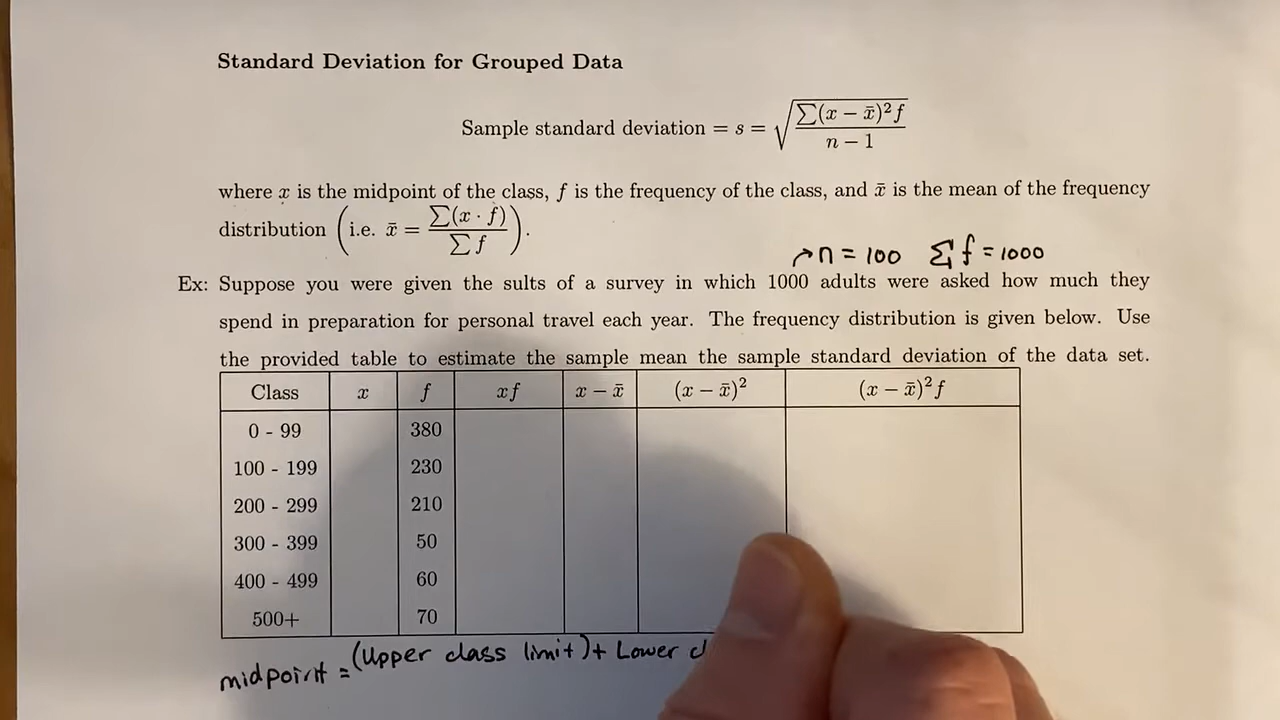 Standard Deviation for Grouped Data
Sample standard deviation = s = √(∑(x − x̄)²f / (n − 1))
where x is the midpoint of the class, f is the frequency of the class, and x̄ is the mean of the frequency
distribution (i.e. x̄ = ∑(x · f) / ∑f).
n = 100 ∑f = 1000
Ex: Suppose you were given the sults of a survey in which 1000 adults were asked how much they
spend in preparation for personal travel each year. The frequency distribution is given below. Use
the provided table to estimate the sample mean the sample standard deviation of the data set.
Class x f xf x − x̄ (x − x̄)² (x − x̄)²f
0 - 99 380
100 - 199 230
200 - 299 210
300 - 399 50
400 - 499 60
500+ 70
midpoint = (Upper class limit) + Lower